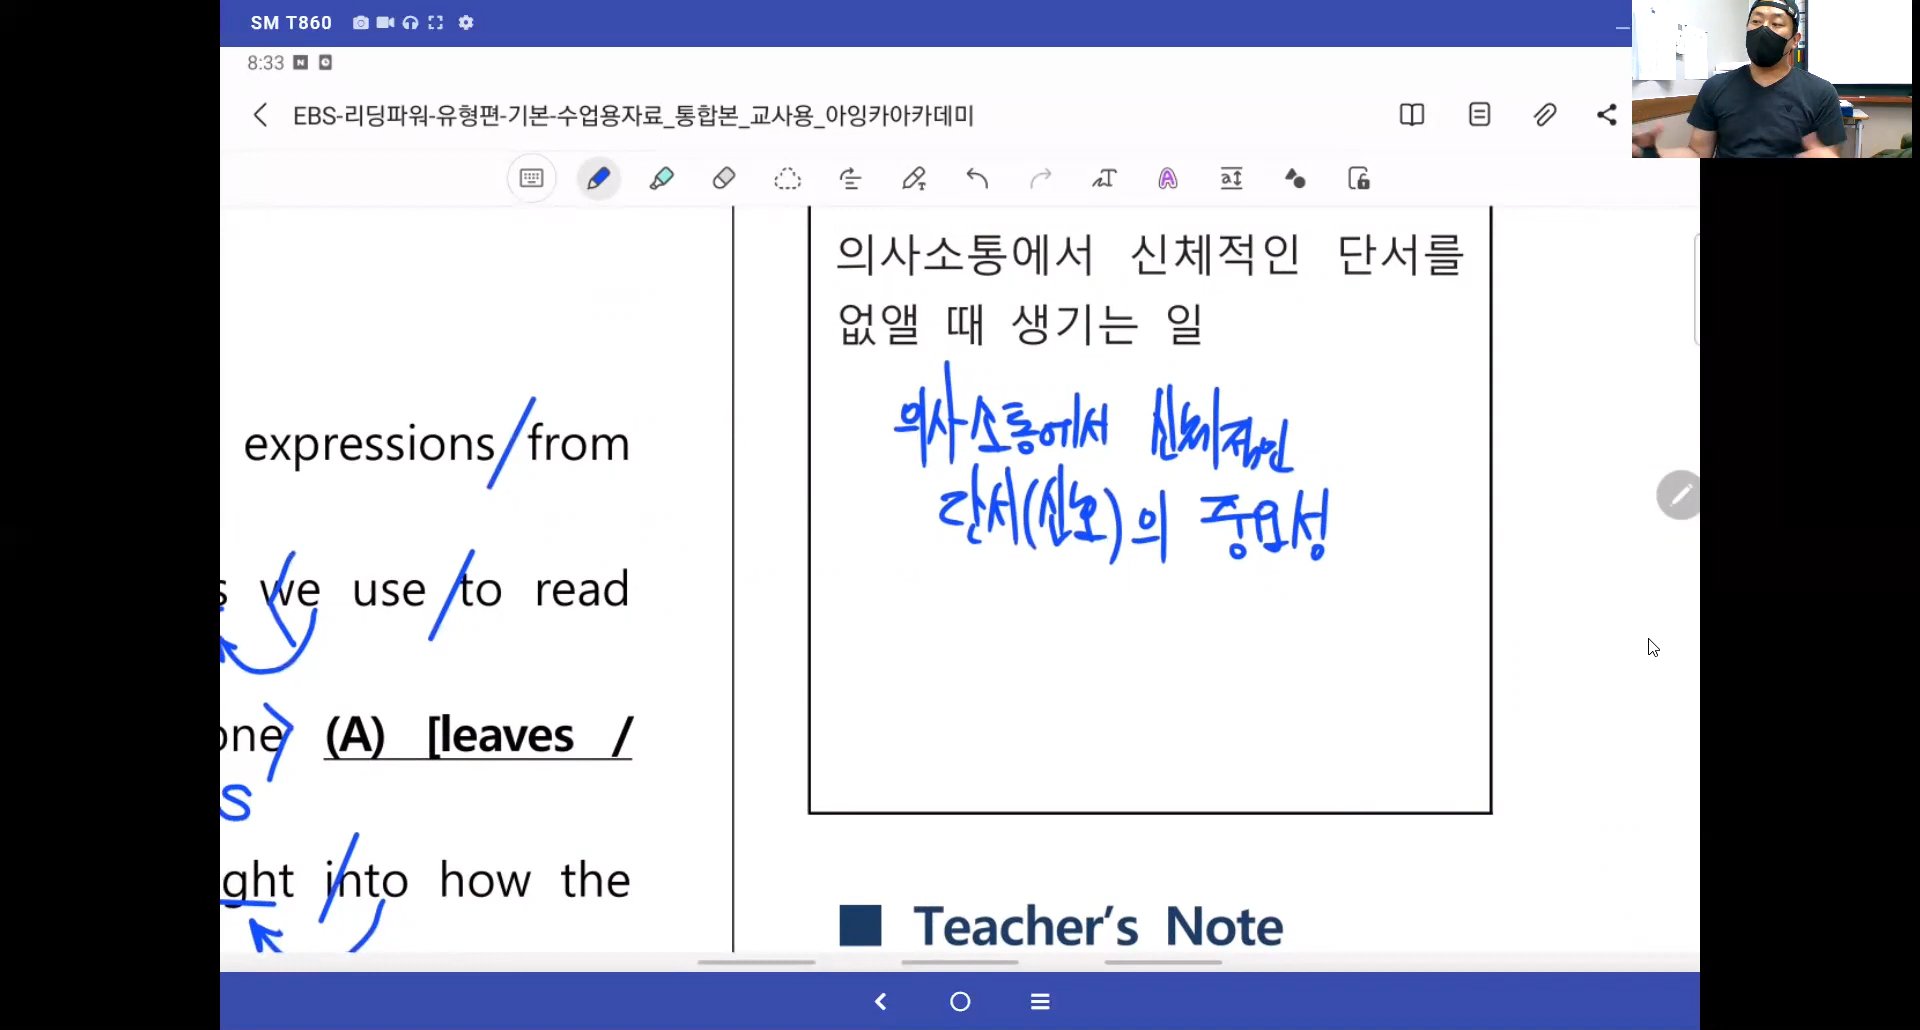 SM T860
8:33
EBS-리딩파워-유형편-기본-수업용자료_통합본_교사용_아잉카아카데미
expressions from
s we use to read
one (A) [leaves /
s
ght into how the
의사소통에서 신체적인 단서를
없앨 때 생기는 일
의사소통에서 신체적인
단서(신호)의 중요성
Teacher's Note